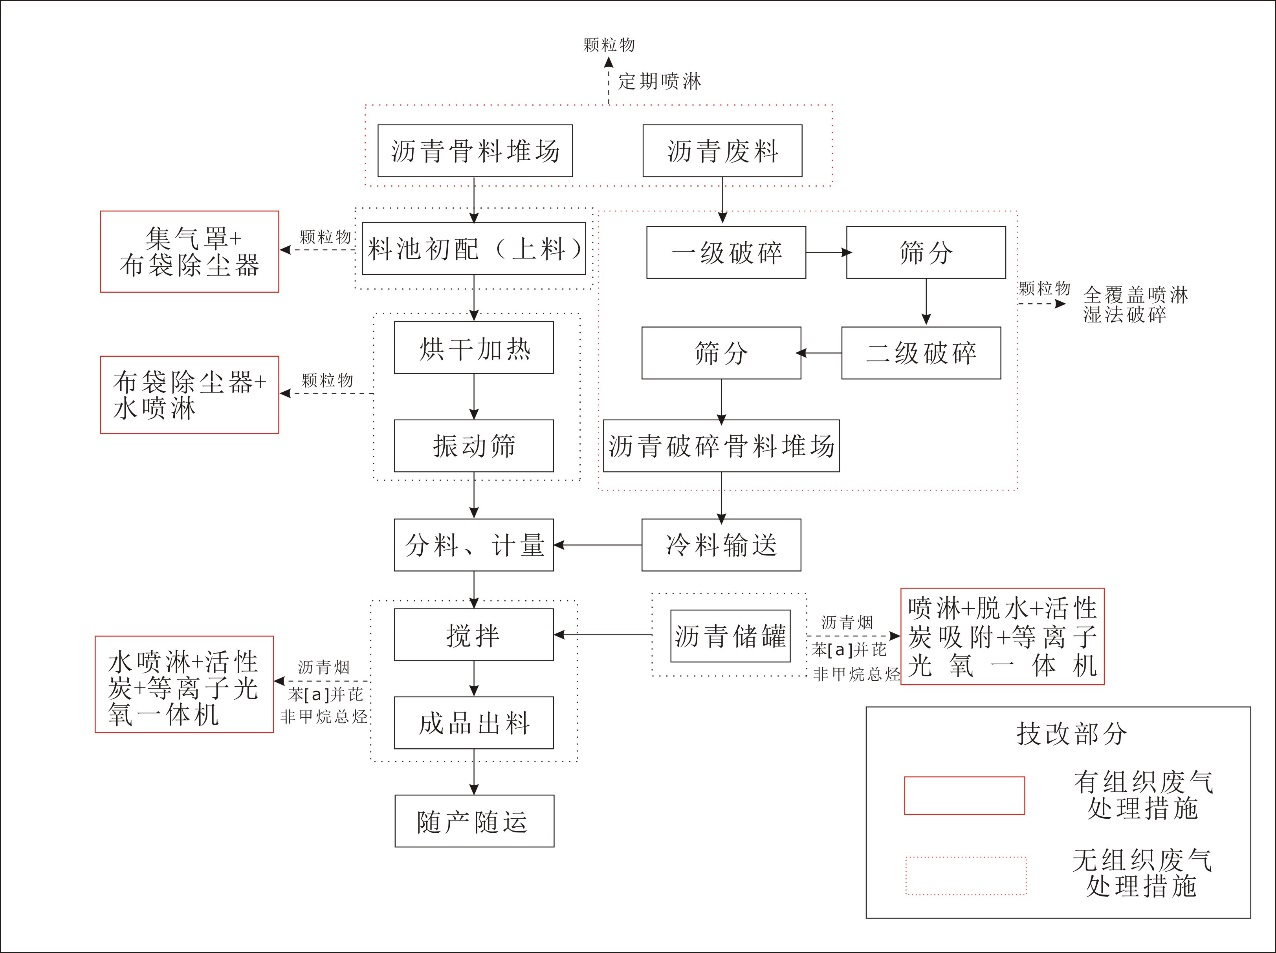 颗粒物
定期喷淋
沥青骨料堆场
沥青废料
集气罩+
布袋除尘器
颗粒物
料池初配（上料）
一级破碎
筛分
颗粒物
全覆盖喷淋
湿法破碎
烘干加热
筛分
二级破碎
布袋除尘器+
水喷淋
颗粒物
振动筛
沥青破碎骨料堆场
分料、计量
冷料输送
搅拌
沥青储罐
沥青烟
苯[a]并芘
非甲烷总烃
喷淋+脱水+活性
炭吸附+等离子
光氧一体机
水喷淋+活性
炭+等离子光
氧一体机
沥青烟
苯[a]并芘
非甲烷总烃
成品出料
随产随运
技改部分
有组织废气
处理措施
无组织废气
处理措施